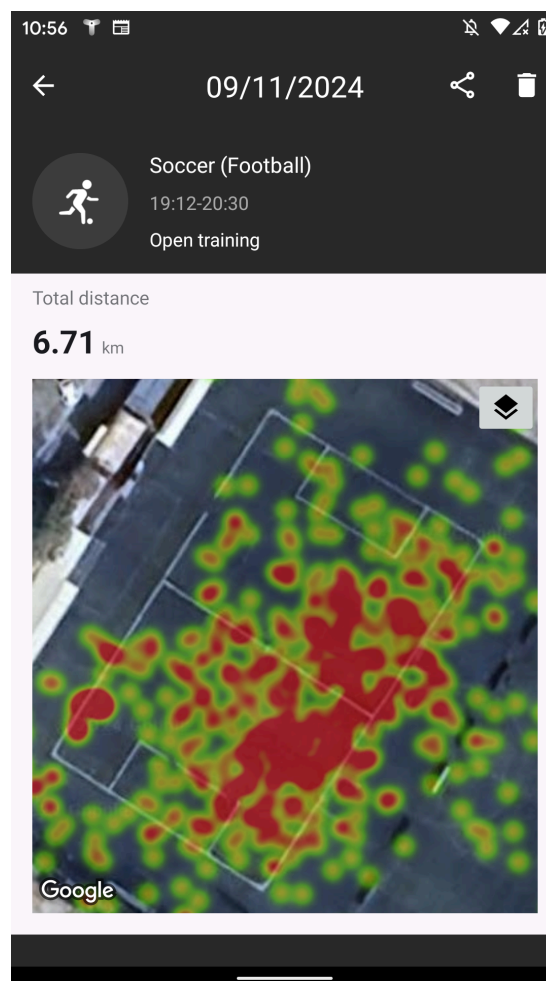 10:56
09/11/2024
Soccer (Football)
19:12-20:30
Open training
Total distance
6.71 km
Google